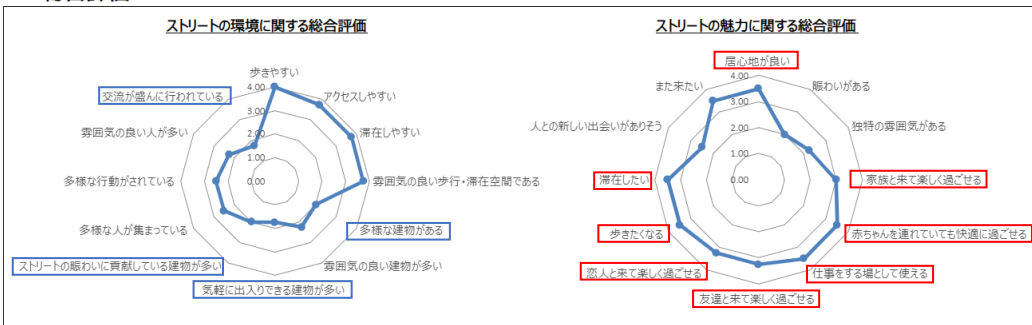 ストリートの環境に関する総合評価
歩きやすい
4.00
アクセスしやすい
3.00
滞在しやすい
2.00
1.00
0.00
雰囲気の良い歩行・滞在空間である
多様な建物がある
雰囲気の良い建物が多い
気軽に出入りできる建物が多い
ストリートの賑わいに貢献している建物が多い
多様な人が集まっている
多様な行動がされている
雰囲気の良い人が多い
交流が盛んに行われている
ストリートの魅力に関する総合評価
居心地が良い
4.00
賑わいがある
3.00
独特の雰囲気がある
2.00
1.00
0.00
家族と来て楽しく過ごせる
赤ちゃんを連れていても快適に過ごせる
仕事をする場として使える
友達と来て楽しく過ごせる
恋人と来て楽しく過ごせる
歩きたくなる
滞在したい
人との新しい出会いがありそう
また来たい